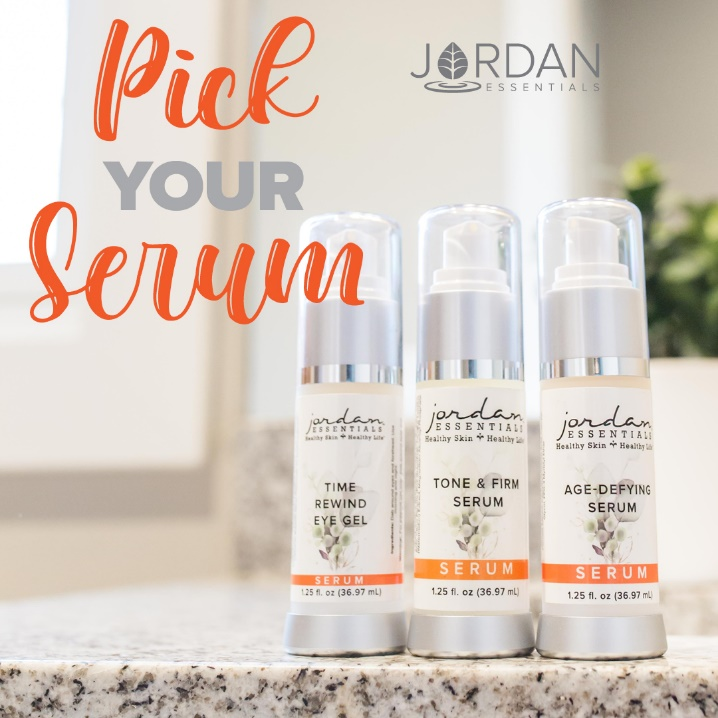 Pick
YOUR
Serum
JORDAN
ESSENTIALS
jordan
ESSENTIALS
Healthy Skin + Healthy Life
TIME
REWIND
EYE GEL
SERUM
1.25 fl. oz (36.97 mL)
jordan
ESSENTIALS
Healthy Skin + Healthy Life
TONE & FIRM
SERUM
SERUM
1.25 fl. oz (36.97 mL)
jordan
ESSENTIALS
Healthy Skin + Healthy Life
AGE-DEFYING
SERUM
SERUM
1.25 fl. oz (36.97 mL)